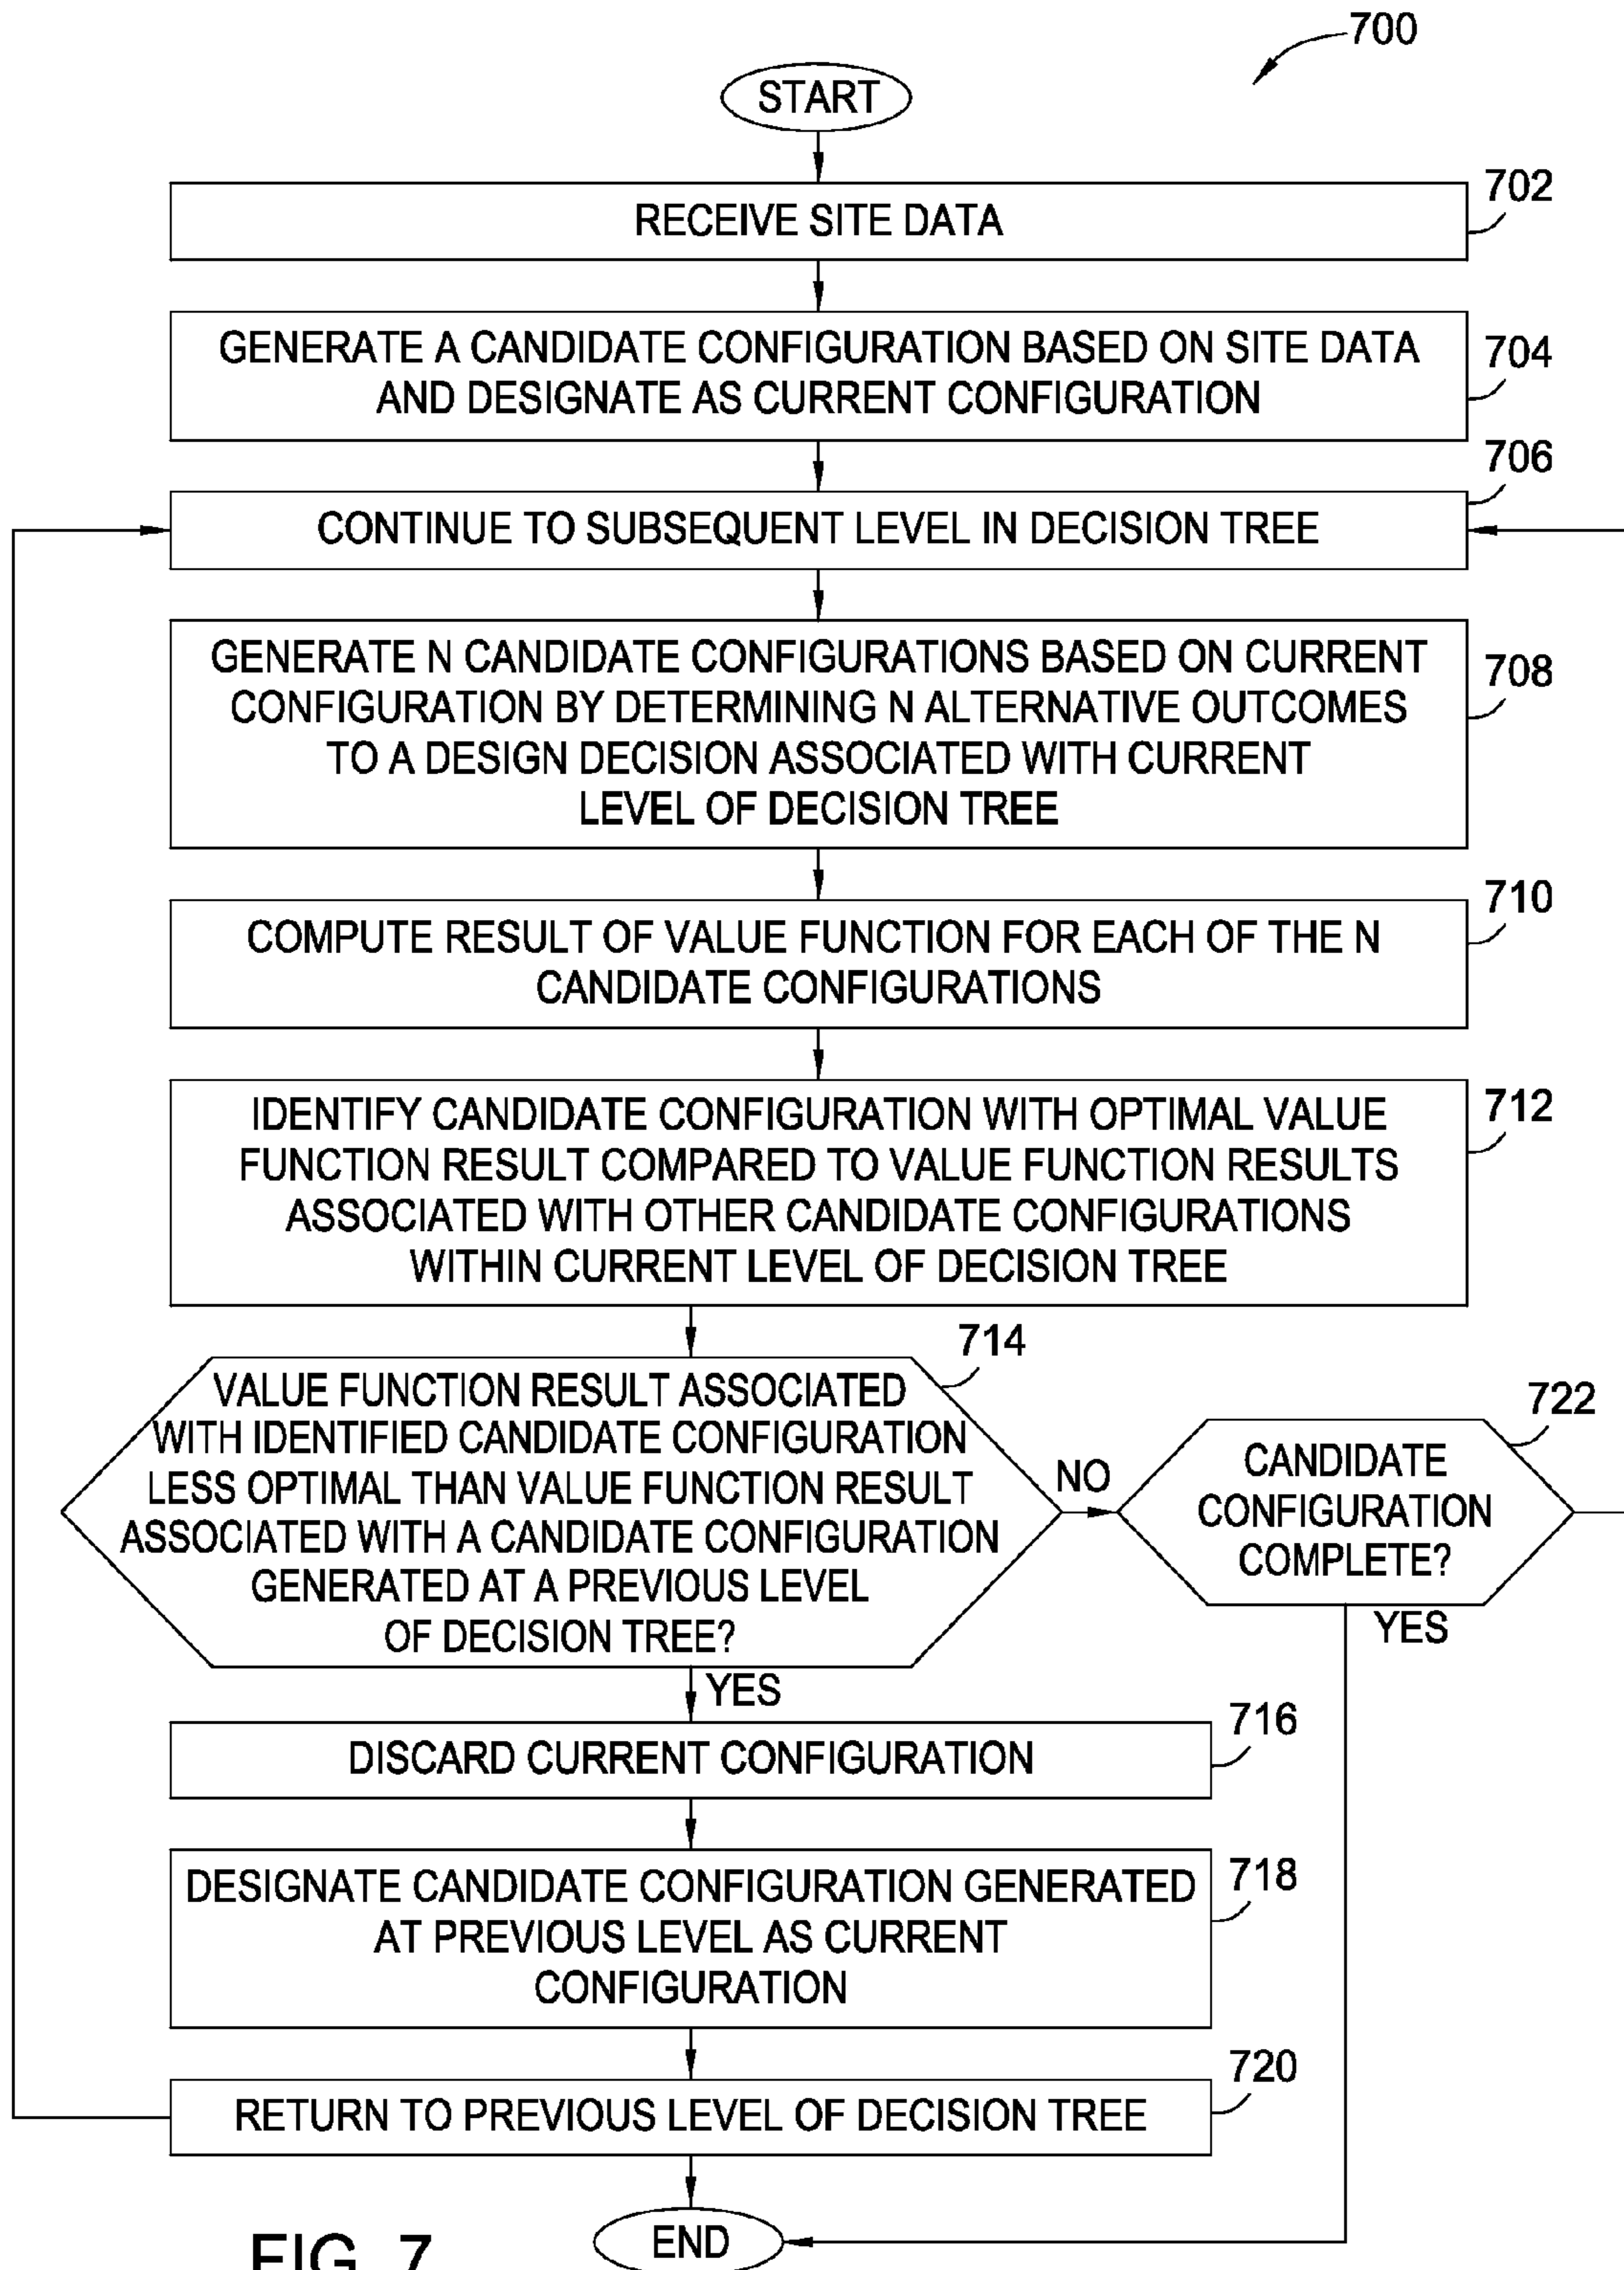 700
START
702
RECEIVE SITE DATA
704
GENERATE A CANDIDATE CONFIGURATION BASED ON SITE DATA
AND DESIGNATE AS CURRENT CONFIGURATION
706
CONTINUE TO SUBSEQUENT LEVEL IN DECISION TREE
708
GENERATE N CANDIDATE CONFIGURATIONS BASED ON CURRENT
CONFIGURATION BY DETERMINING N ALTERNATIVE OUTCOMES
TO A DESIGN DECISION ASSOCIATED WITH CURRENT
LEVEL OF DECISION TREE
710
COMPUTE RESULT OF VALUE FUNCTION FOR EACH OF THE N
CANDIDATE CONFIGURATIONS
712
IDENTIFY CANDIDATE CONFIGURATION WITH OPTIMAL VALUE
FUNCTION RESULT COMPARED TO VALUE FUNCTION RESULTS
ASSOCIATED WITH OTHER CANDIDATE CONFIGURATIONS
WITHIN CURRENT LEVEL OF DECISION TREE
714
VALUE FUNCTION RESULT ASSOCIATED
WITH IDENTIFIED CANDIDATE CONFIGURATION
LESS OPTIMAL THAN VALUE FUNCTION RESULT
ASSOCIATED WITH A CANDIDATE CONFIGURATION
GENERATED AT A PREVIOUS LEVEL
OF DECISION TREE?
NO
722
CANDIDATE
CONFIGURATION
COMPLETE?
YES
YES
716
DISCARD CURRENT CONFIGURATION
718
DESIGNATE CANDIDATE CONFIGURATION GENERATED
AT PREVIOUS LEVEL AS CURRENT
CONFIGURATION
720
RETURN TO PREVIOUS LEVEL OF DECISION TREE
END
FIG. 7